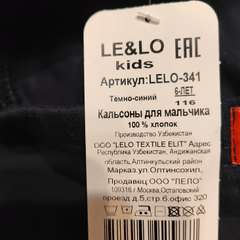 LE&LO EAC
kids
Артикул:LELO-341
Тёмно-синий 6-ЛЕТ
116
Кальсоны для мальчика
100 % хлопок
Производство Узбекистан
ООО "LELO TEXTILE ELIT" Адрес
Республика Узбекистан, Андижанская
область,Алтинкульский район
Марказ.ул.Оптинсохил,
Продавец ООО "ЛЕЛО"
109316 г.Москва,Остаповский
проезд д.5,стр.6,офис 320